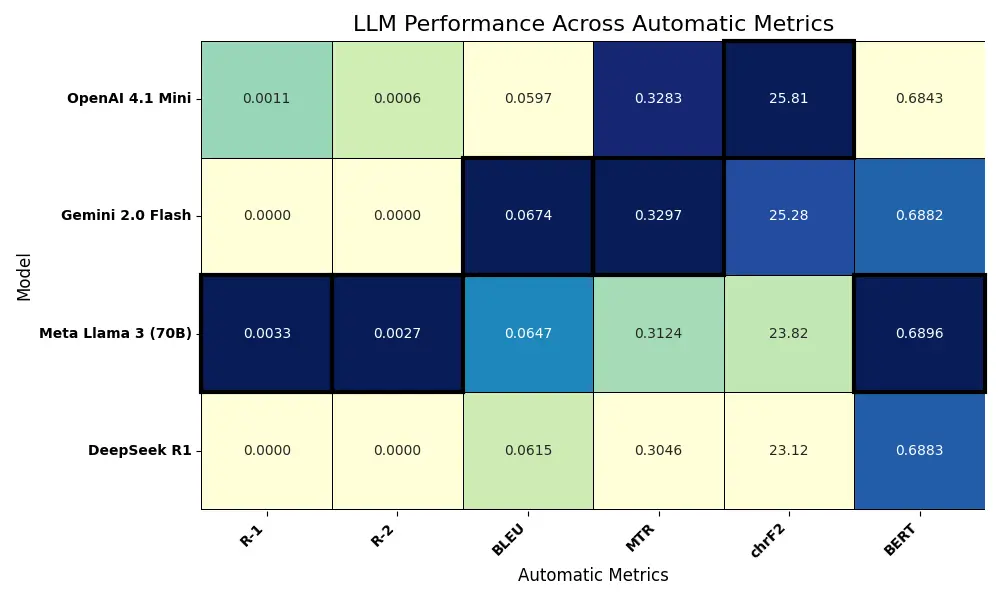 LLM Performance Across Automatic Metrics
Model
OpenAI 4.1 Mini 0.0011 0.0006 0.0597 0.3283 25.81 0.6843
Gemini 2.0 Flash 0.0000 0.0000 0.0674 0.3297 25.28 0.6882
Meta Llama 3 (70B) 0.0033 0.0027 0.0647 0.3124 23.82 0.6896
DeepSeek R1 0.0000 0.0000 0.0615 0.3046 23.12 0.6883
R-1 R-2 BLEU MTR chrF2 BERT
Automatic Metrics